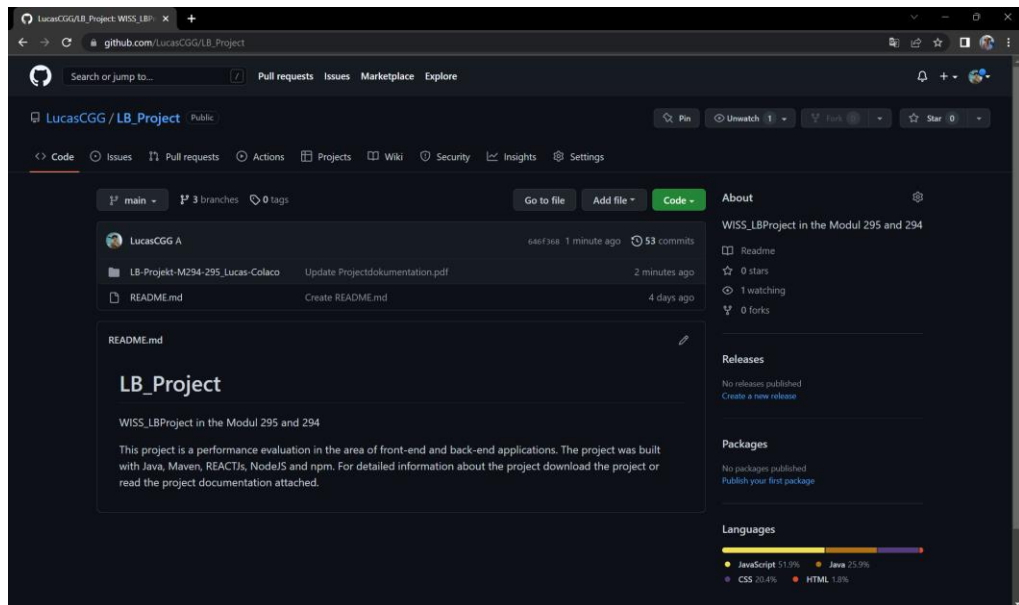 LucasCGG/LB_Project: WISS_LBPr
github.com/LucasCGG/LB_Project
Search or jump to... / Pull requests Issues Marketplace Explore
LucasCGG / LB_Project Public
Pin Unwatch 1 Fork Star 0
Code Issues Pull requests Actions Projects Wiki Security Insights Settings
main 3 branches 0 tags Go to file Add file Code
LucasCGG A 646f368 1 minute ago 53 commits
LB-Projekt-M294-295_Lucas-Colaco Update Projectdokumentation.pdf 2 minutes ago
README.md Create README.md 4 days ago
README.md
LB_Project
WISS_LBProject in the Modul 295 and 294
This project is a performance evaluation in the area of front-end and back-end applications. The project was built
with Java, Maven, REACTJs, NodeJS and npm. For detailed information about the project download the project or
read the project documentation attached.
About
WISS_LBProject in the Modul 295 and 294
Readme
0 stars
1 watching
0 forks
Releases
No releases published
Create a new release
Packages
No packages published
Publish your first package
Languages
JavaScript 51.9% Java 25.9%
CSS 20.4% HTML 1.8%